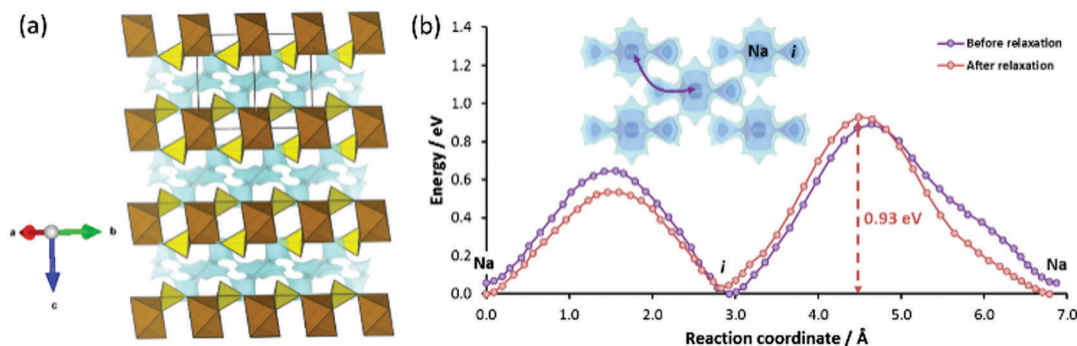 (a)
a
b
c
(b)
Energy / eV
1.4
1.2
1.0
0.8
0.6
0.4
0.2
0.0
Na i
Before relaxation
After relaxation
Na
i
0.93 eV
Na
0.0 1.0 2.0 3.0 4.0 5.0 6.0 7.0
Reaction coordinate / Å